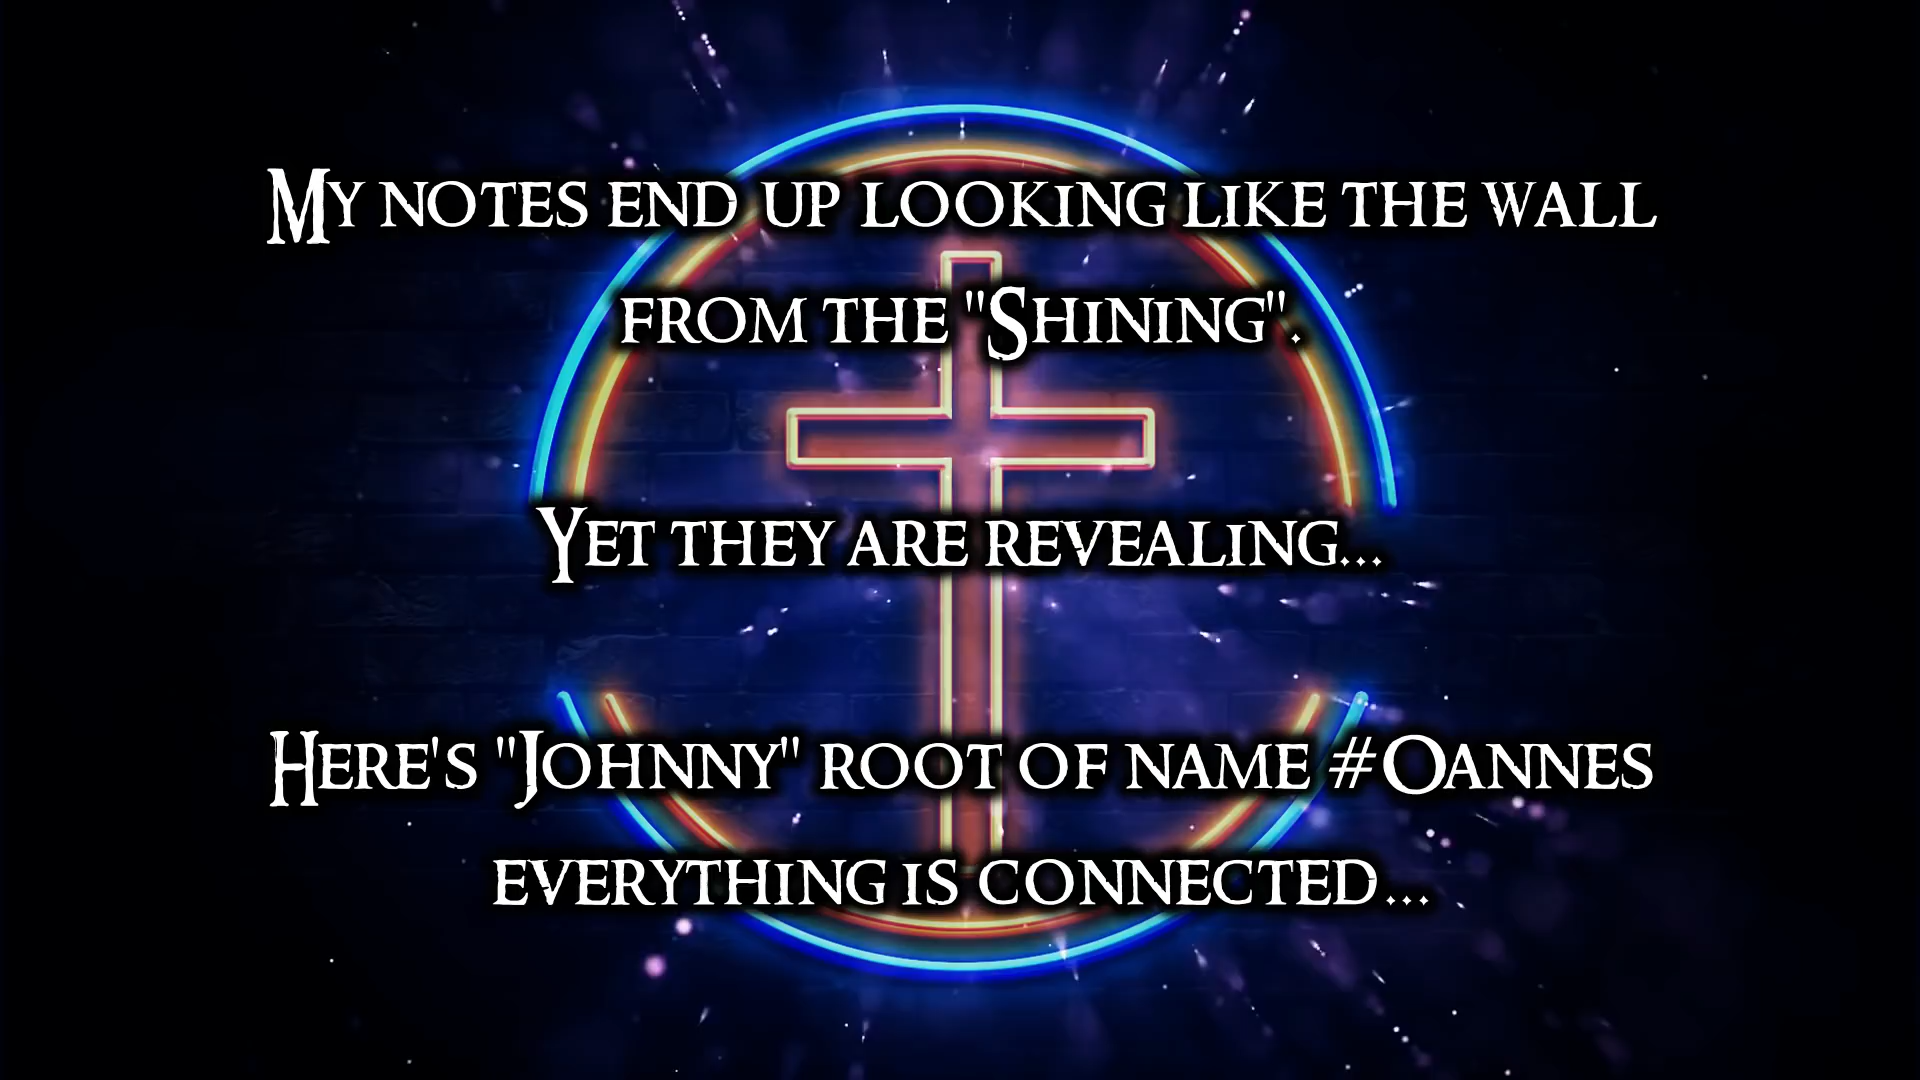 My notes end up looking like the wall
from the "Shining".
Yet they are revealing...
Here's "Johnny" root of name #Oannes
everything is connected...